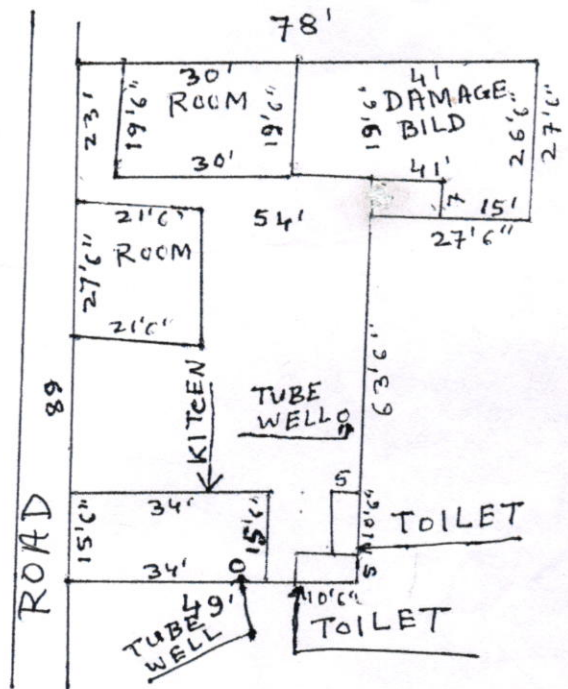 78'
30'
ROOM
41
DAMAGE
BILD
23'
19'6"
19'6"
19'6"
26'6"
27'6"
30'
41'
7
15'
27'6"
21'6"
ROOM
54'
27'6"
21'6"
63'6"
89
KITCEN
TUBE
WELL
5
34'
15'6"
15'6"
10'6"
TOILET
34'
5
10'6"
49'
TOILET
TUBE
WELL
ROAD